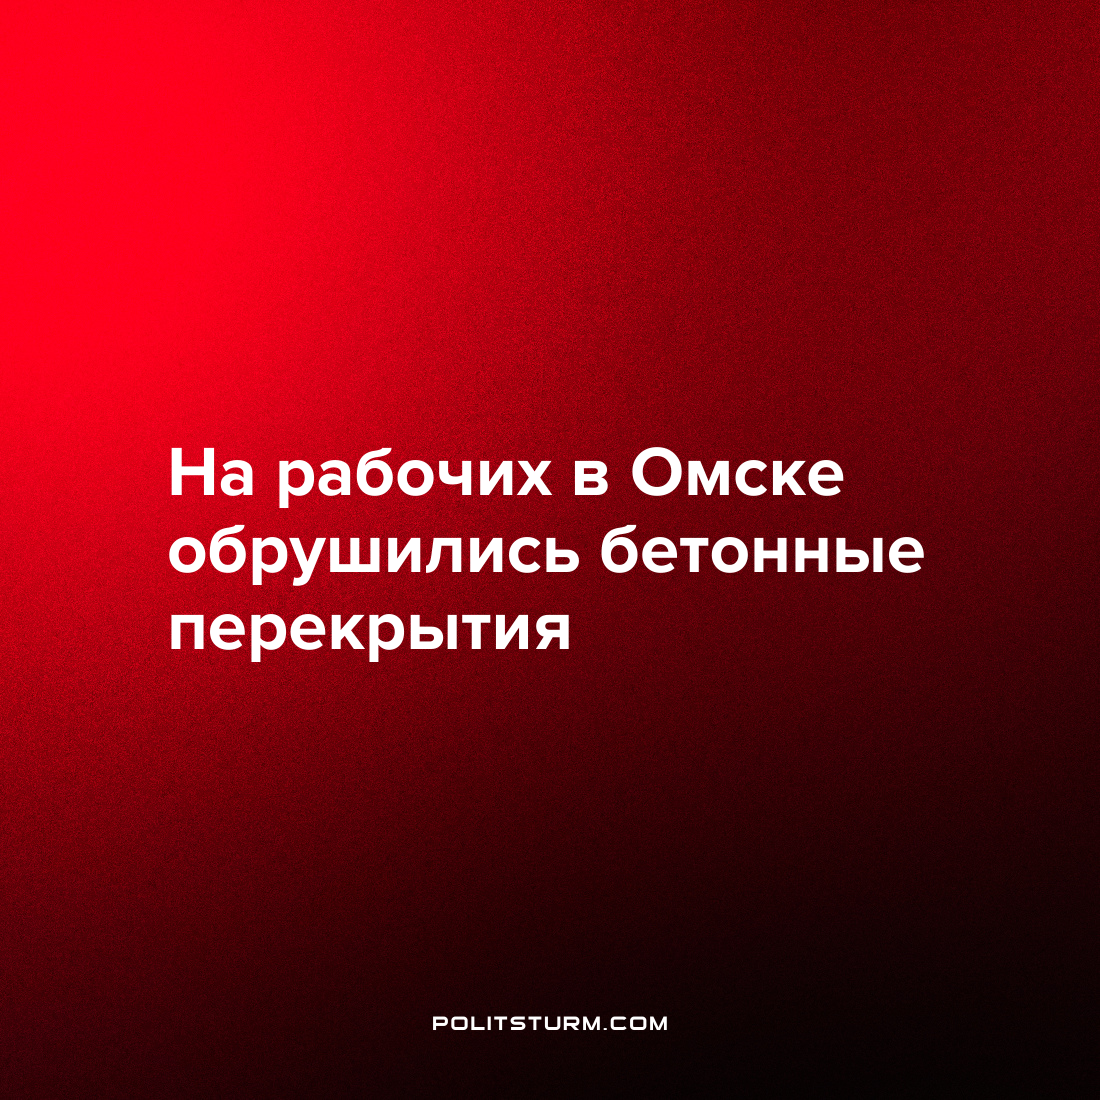 На рабочих в Омске
обрушились бетонные
перекрытия
POLITSTURM.COM